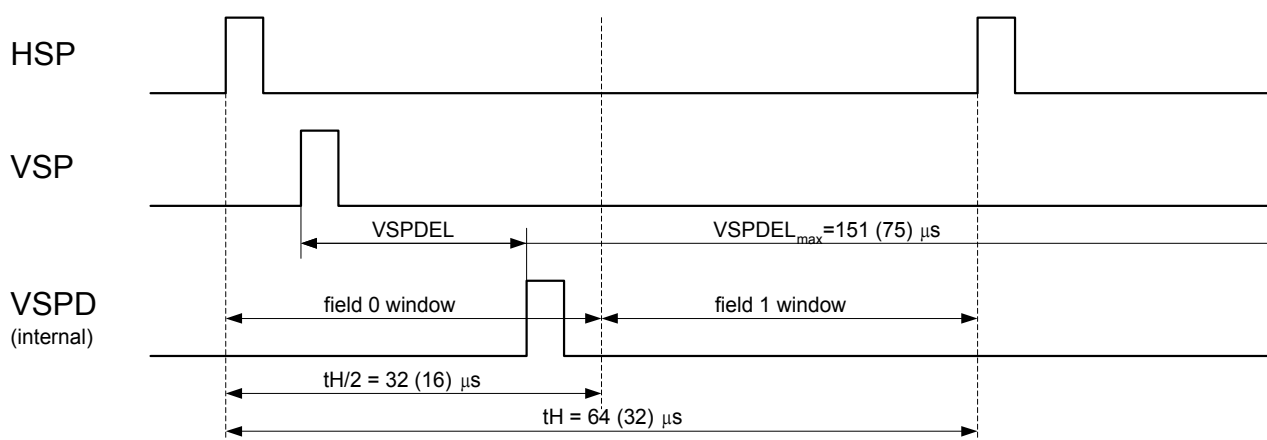 HSP
VSP
VSPDEL
VSPDELmax=151 (75) μs
VSPD
(internal)
field 0 window
field 1 window
tH/2 = 32 (16) μs
tH = 64 (32) μs